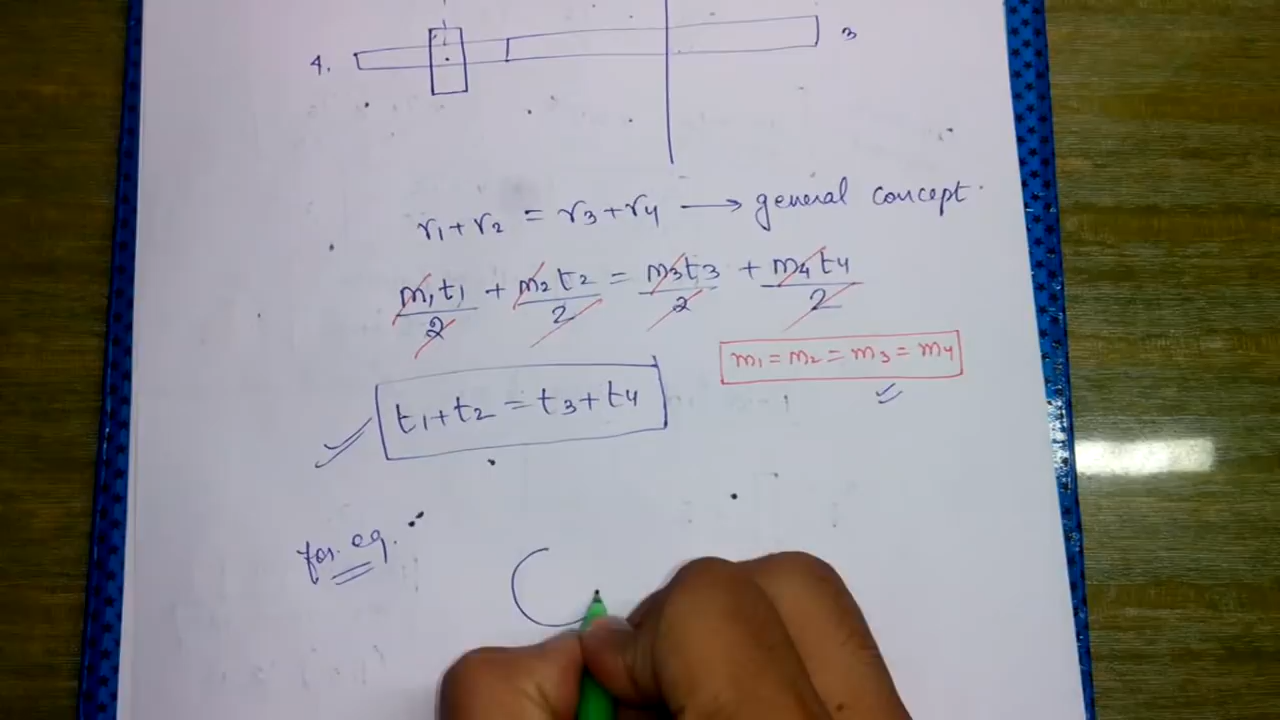 4. 3
r1+r2 = r3+r4 → general concept.
m1t1/2 + m2t2/2 = m3t3/2 + m4t4/2
m1 = m2 = m3 = m4
t1+t2 = t3+t4
for eg.